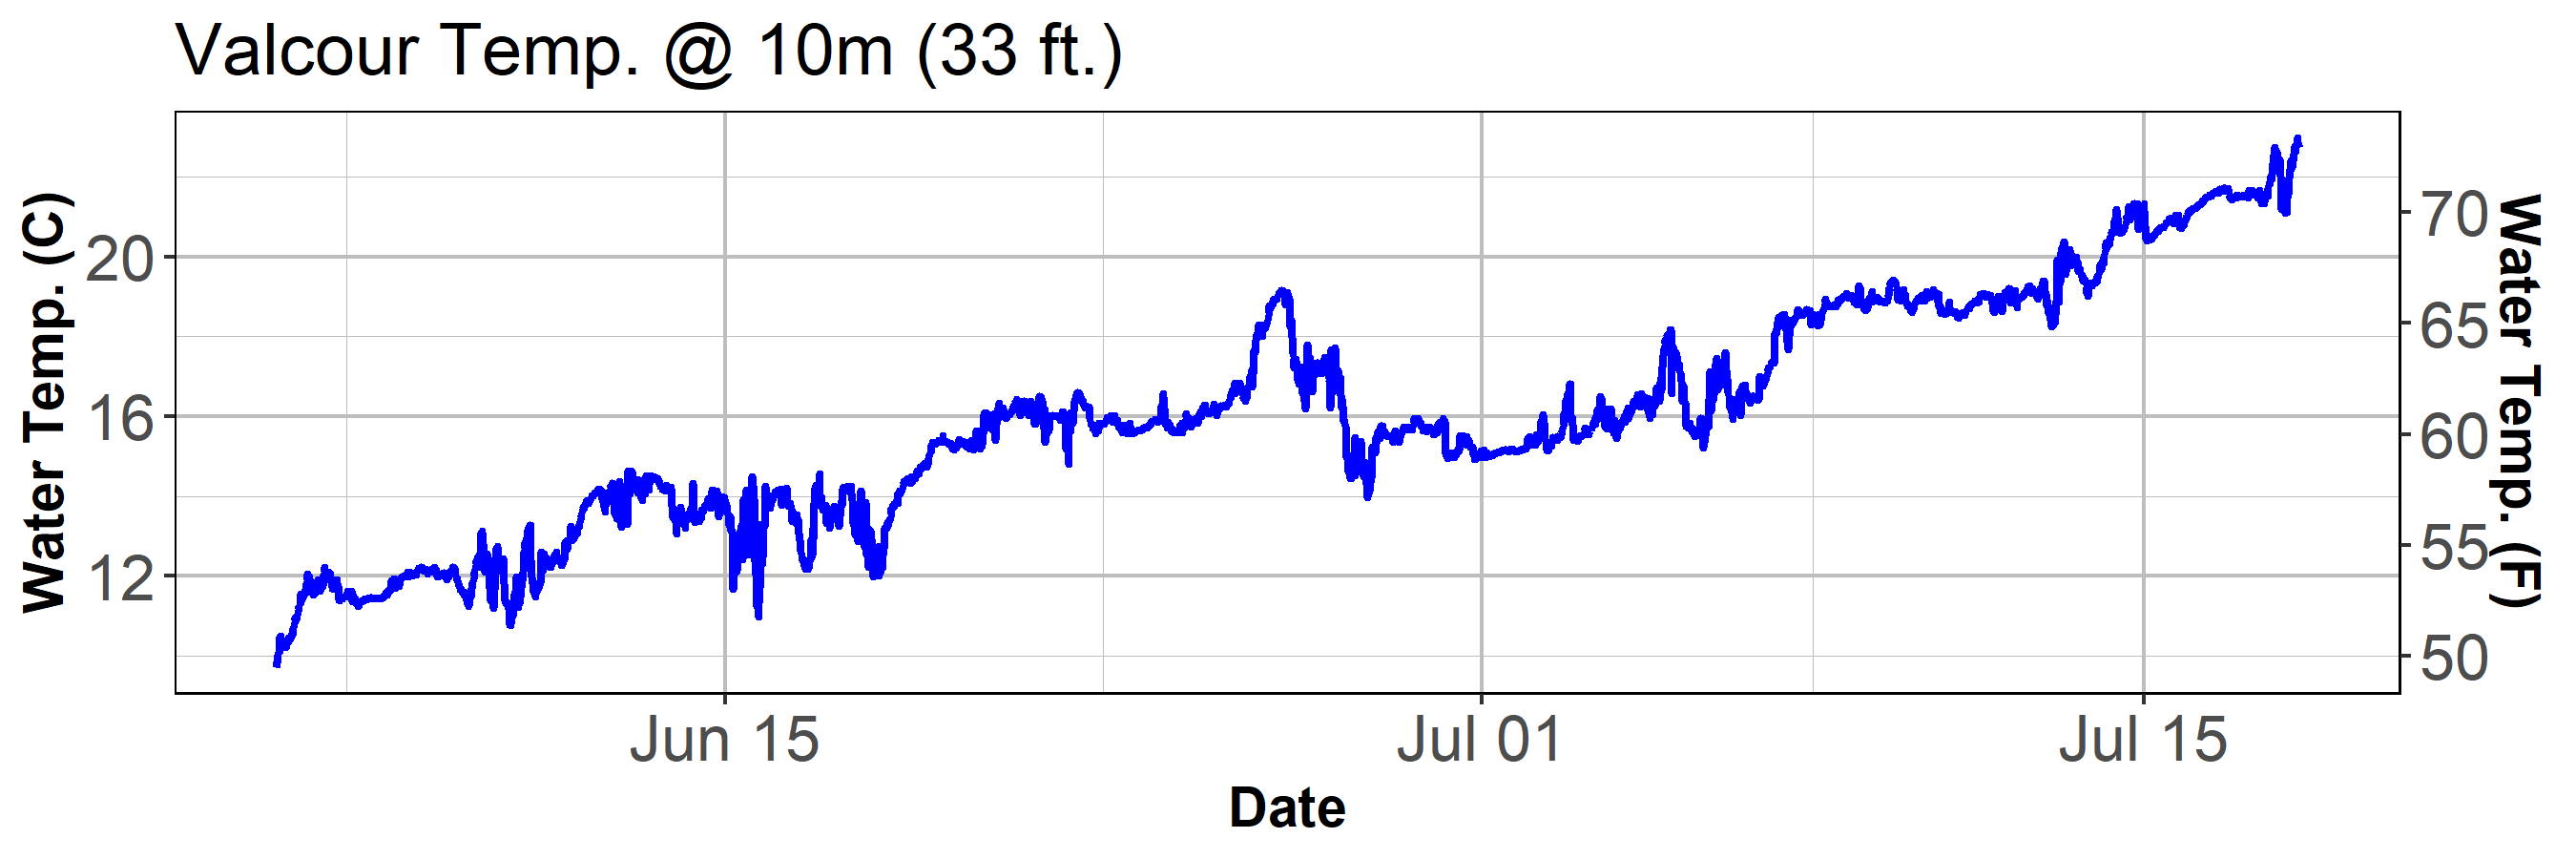 Valcour Temp. @ 10m (33 ft.)
Water Temp. (C)
20
16
12
70
65
60
55
50
Water Temp. (F)
Jun 15
Jul 01
Jul 15
Date